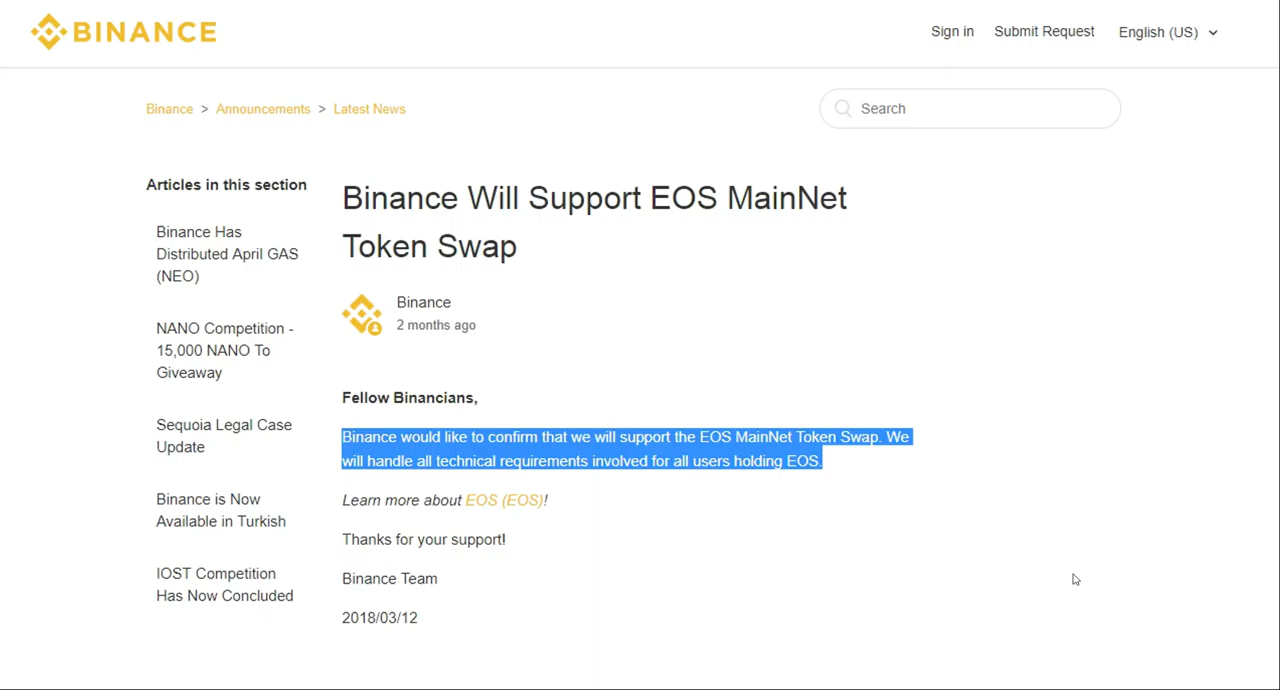 BINANCE
Sign in
Submit Request
English (US)
Binance > Announcements > Latest News
Search
Articles in this section
Binance Has
Distributed April GAS
(NEO)
NANO Competition -
15,000 NANO To
Giveaway
Sequoia Legal Case
Update
Binance is Now
Available in Turkish
IOST Competition
Has Now Concluded
Binance Will Support EOS MainNet
Token Swap
Binance
2 months ago
Fellow Binancians,
Binance would like to confirm that we will support the EOS MainNet Token Swap. We
will handle all technical requirements involved for all users holding EOS.
Learn more about EOS (EOS)!
Thanks for your support!
Binance Team
2018/03/12